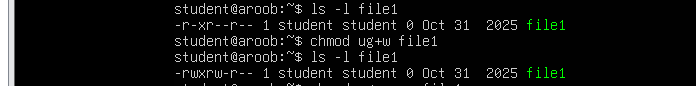 student@aroob:~$ ls -l file1
-r-xr--r-- 1 student student 0 Oct 31  2025 file1
student@aroob:~$ chmod ug+w file1
student@aroob:~$ ls -l file1
-rwxrw-r-- 1 student student 0 Oct 31  2025 file1